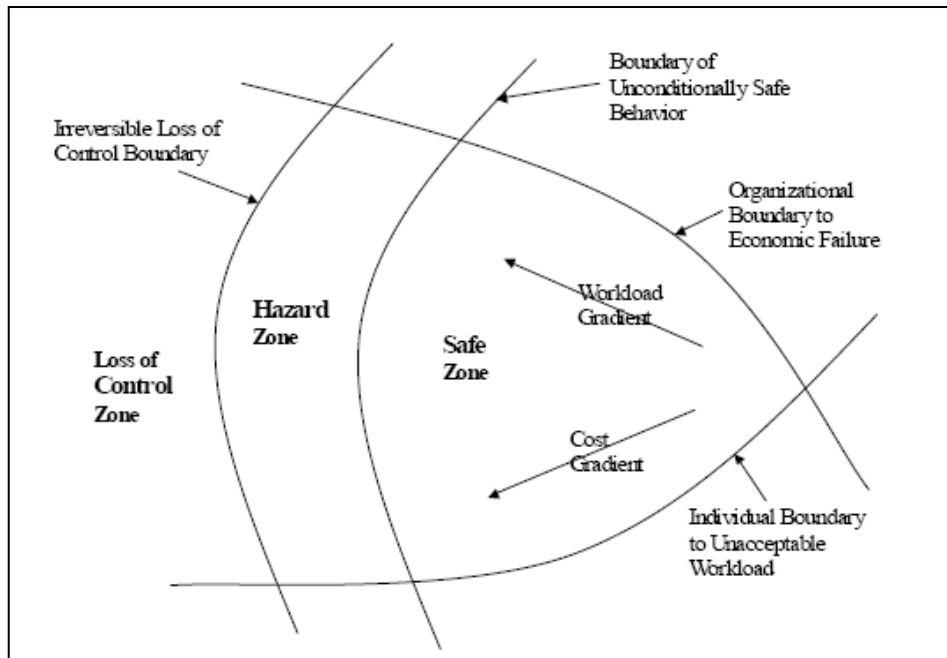 Boundary of
Unconditionally Safe
Behavior
Irreversible Loss of
Control Boundary
Organizational
Boundary to
Economic Failure
Workload
Gradient
Hazard
Zone
Safe
Zone
Loss of
Control
Zone
Cost
Gradient
Individual Boundary
to Unacceptable
Workload